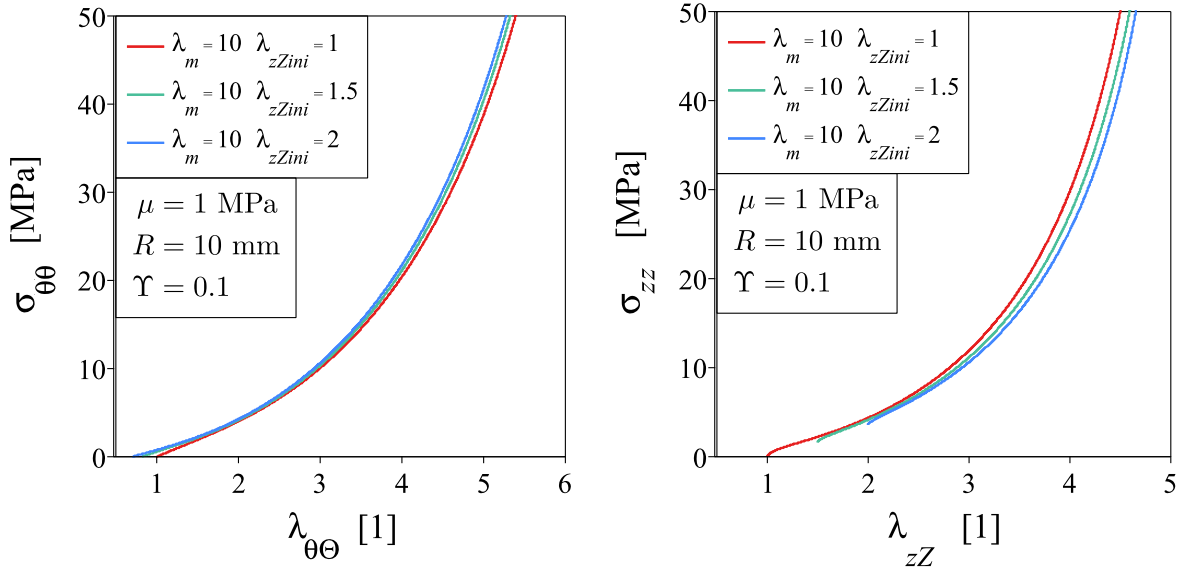 50
40
30
20
10
0
σθθ [MPa]
λm = 10 λzZini = 1
λm = 10 λzZini = 1.5
λm = 10 λzZini = 2
μ = 1 MPa
R = 10 mm
Υ = 0.1
1 2 3 4 5 6
λθΘ [1]
50
40
30
20
10
0
σzz [MPa]
λm = 10 λzZini = 1
λm = 10 λzZini = 1.5
λm = 10 λzZini = 2
μ = 1 MPa
R = 10 mm
Υ = 0.1
1 2 3 4 5
λzZ [1]